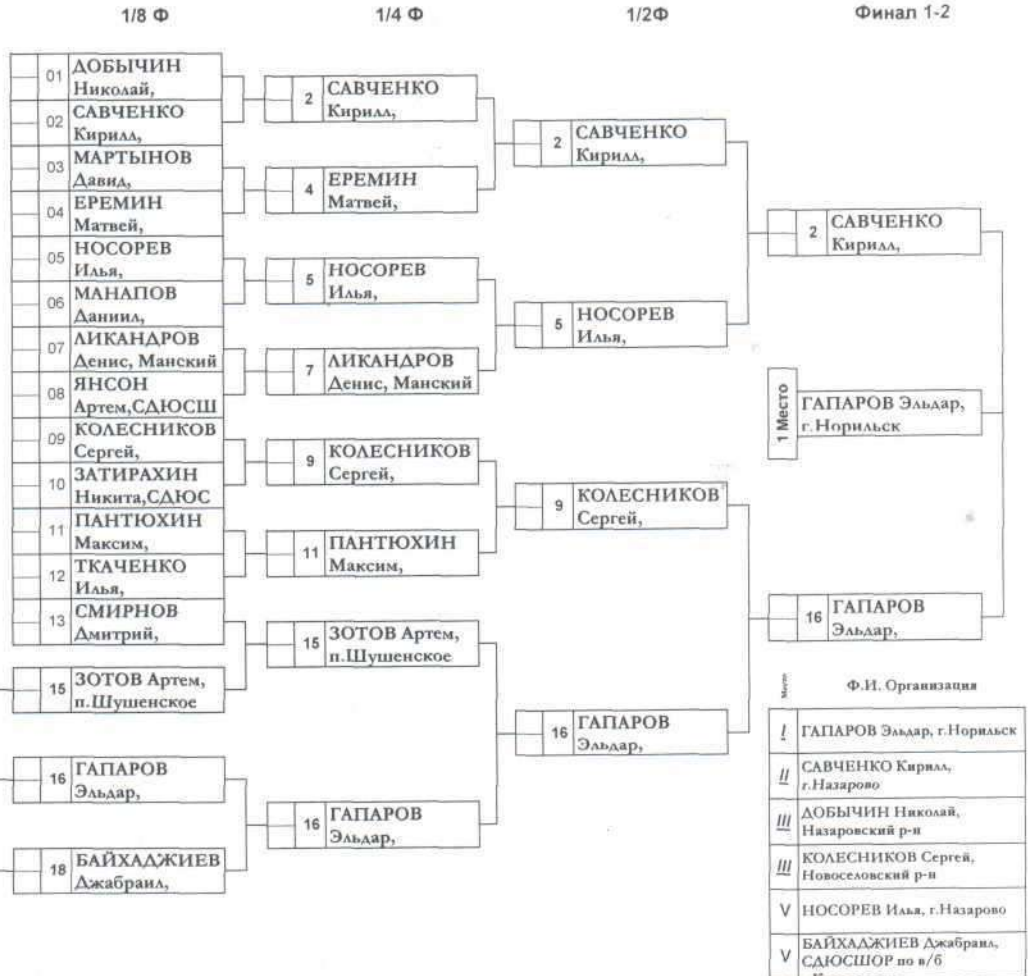 1/8 Ф
1/4 Ф
1/2Ф
Финал 1-2
01 ДОБЫЧИН
Николай,
02 САВЧЕНКО
Кирилл,
03 МАРТЫНОВ
Давид,
04 ЕРЕМИН
Матвей,
05 НОСОРЕВ
Илья,
06 МАНАПОВ
Даниил,
07 ЛИКАНДРОВ
Денис, Манский
08 ЯНСОН
Артем,СДЮСШ
09 КОЛЕСНИКОВ
Сергей,
10 ЗАТИРАХИН
Никита,СДЮС
11 ПАНТЮХИН
Максим,
12 ТКАЧЕНКО
Илья,
13 СМИРНОВ
Дмитрий,
15 ЗОТОВ Артем,
п.Шушенское
16 ГАПАРОВ
Эльдар,
18 БАЙХАДЖИЕВ
Джабраил,
2 САВЧЕНКО
Кирилл,
4 ЕРЕМИН
Матвей,
5 НОСОРЕВ
Илья,
7 ЛИКАНДРОВ
Денис, Манский
9 КОЛЕСНИКОВ
Сергей,
11 ПАНТЮХИН
Максим,
15 ЗОТОВ Артем,
п.Шушенское
16 ГАПАРОВ
Эльдар,
2 САВЧЕНКО
Кирилл,
5 НОСОРЕВ
Илья,
9 КОЛЕСНИКОВ
Сергей,
16 ГАПАРОВ
Эльдар,
2 САВЧЕНКО
Кирилл,
1 Место
ГАПАРОВ Эльдар,
г.Норильск
16 ГАПАРОВ
Эльдар,
Место
Ф.И. Организация
I ГАПАРОВ Эльдар, г.Норильск
II САВЧЕНКО Кирилл,
г.Назарово
III ДОБЫЧИН Николай,
Назаровский р-н
III КОЛЕСНИКОВ Сергей,
Новоселовский р-н
V НОСОРЕВ Илья, г.Назарово
V БАЙХАДЖИЕВ Джабраил,
СДЮСШОР по в/б